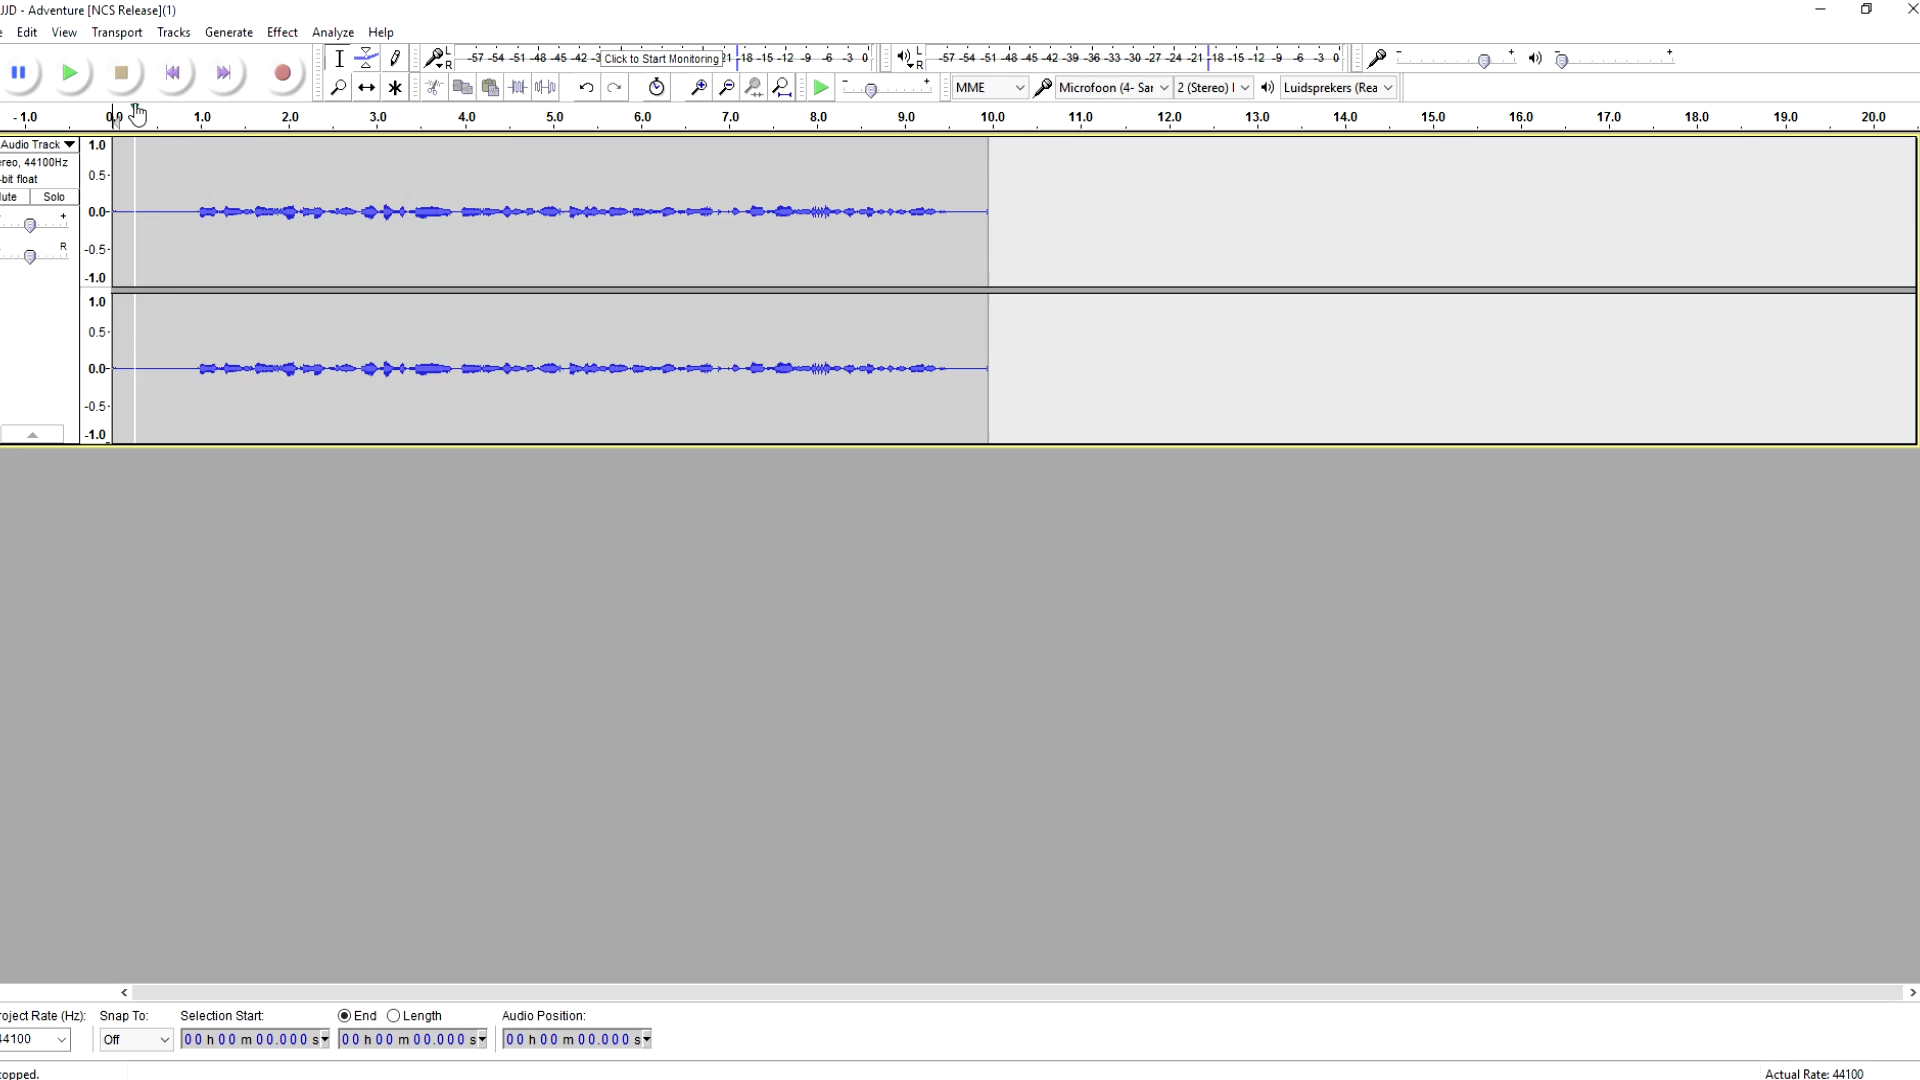 JJD - Adventure [NCS Release](1)
Edit View Transport Tracks Generate Effect Analyze Help
L
R
-57 -54 -51 -48 -45 -42 -3 Click to Start Monitoring 21 -18 -15 -12 -9 -6 -3 0
L
R
-57 -54 -51 -48 -45 -42 -39 -36 -33 -30 -27 -24 -21 -18 -15 -12 -9 -6 -3 0
- +
- +
- +
MME
Microfoon (4- Sar
2 (Stereo) I
Luidsprekers (Rea
- 1.0 0.0 1.0 2.0 3.0 4.0 5.0 6.0 7.0 8.0 9.0 10.0 11.0 12.0 13.0 14.0 15.0 16.0 17.0 18.0 19.0 20.0
Audio Track
ereo, 44100Hz
-bit float
lute Solo
- +
R
1.0
0.5-
0.0-
-0.5-
-1.0
1.0
0.5-
0.0-
-0.5-
-1.0
roject Rate (Hz): Snap To: Selection Start: End Length Audio Position:
44100 Off 00 h 00 m 00.000 s 00 h 00 m 00.000 s 00 h 00 m 00.000 s
topped.
Actual Rate: 44100